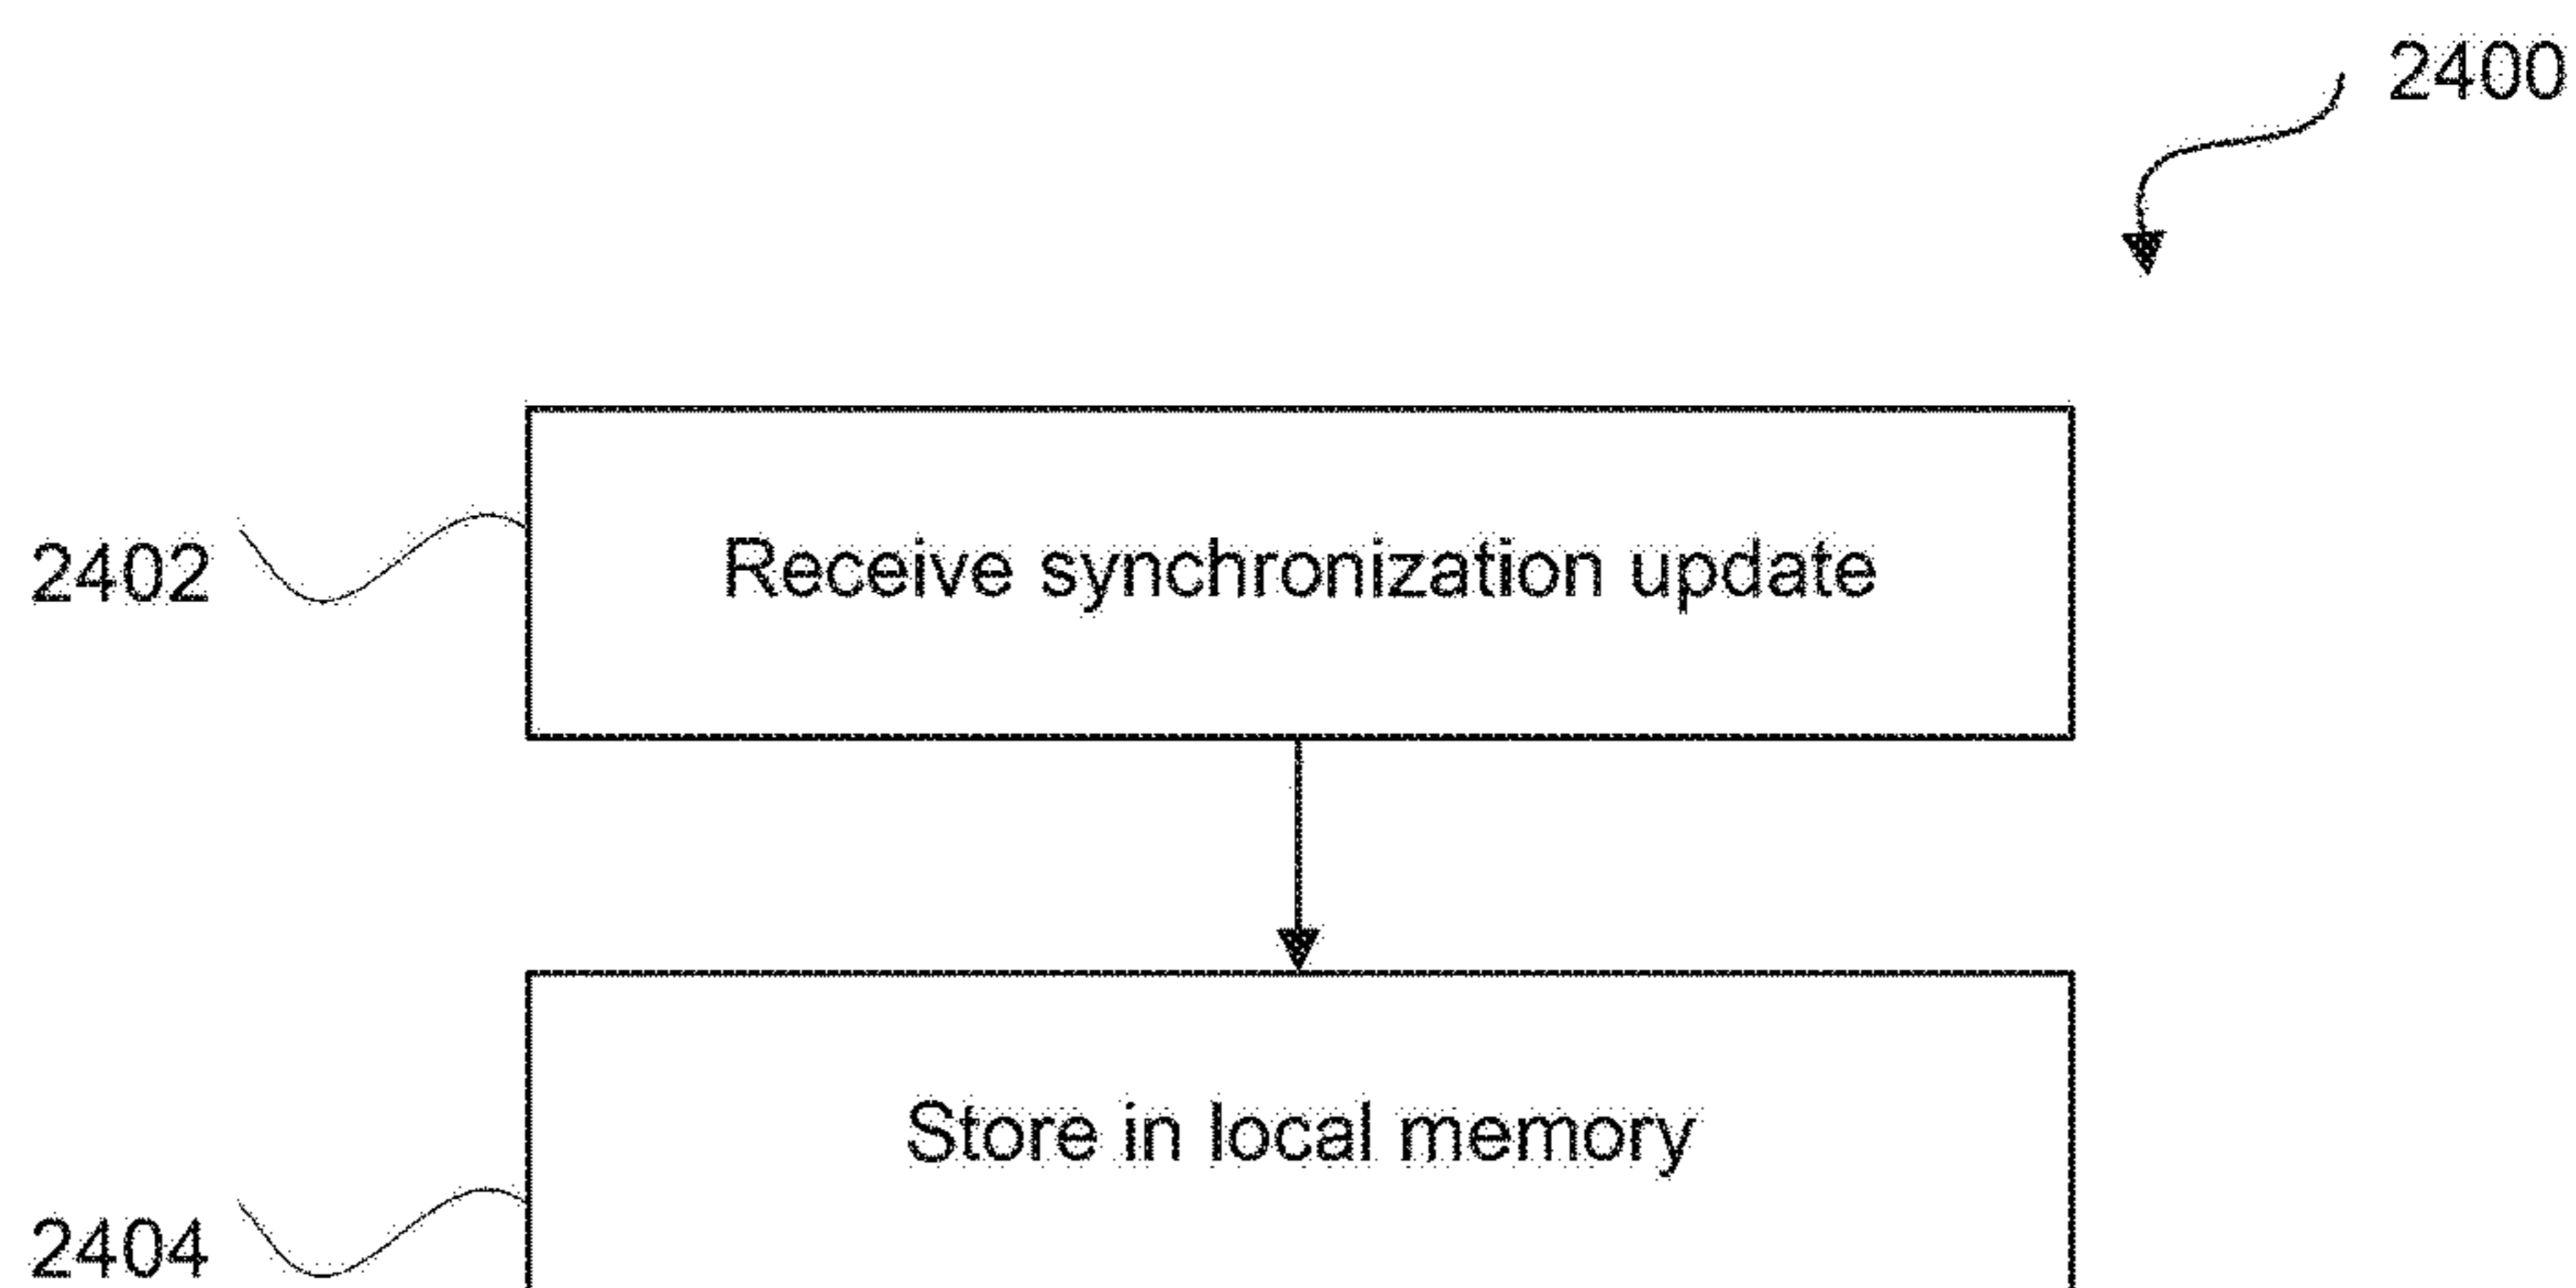 2400
2402
Receive synchronization update
Store in local memory
2404